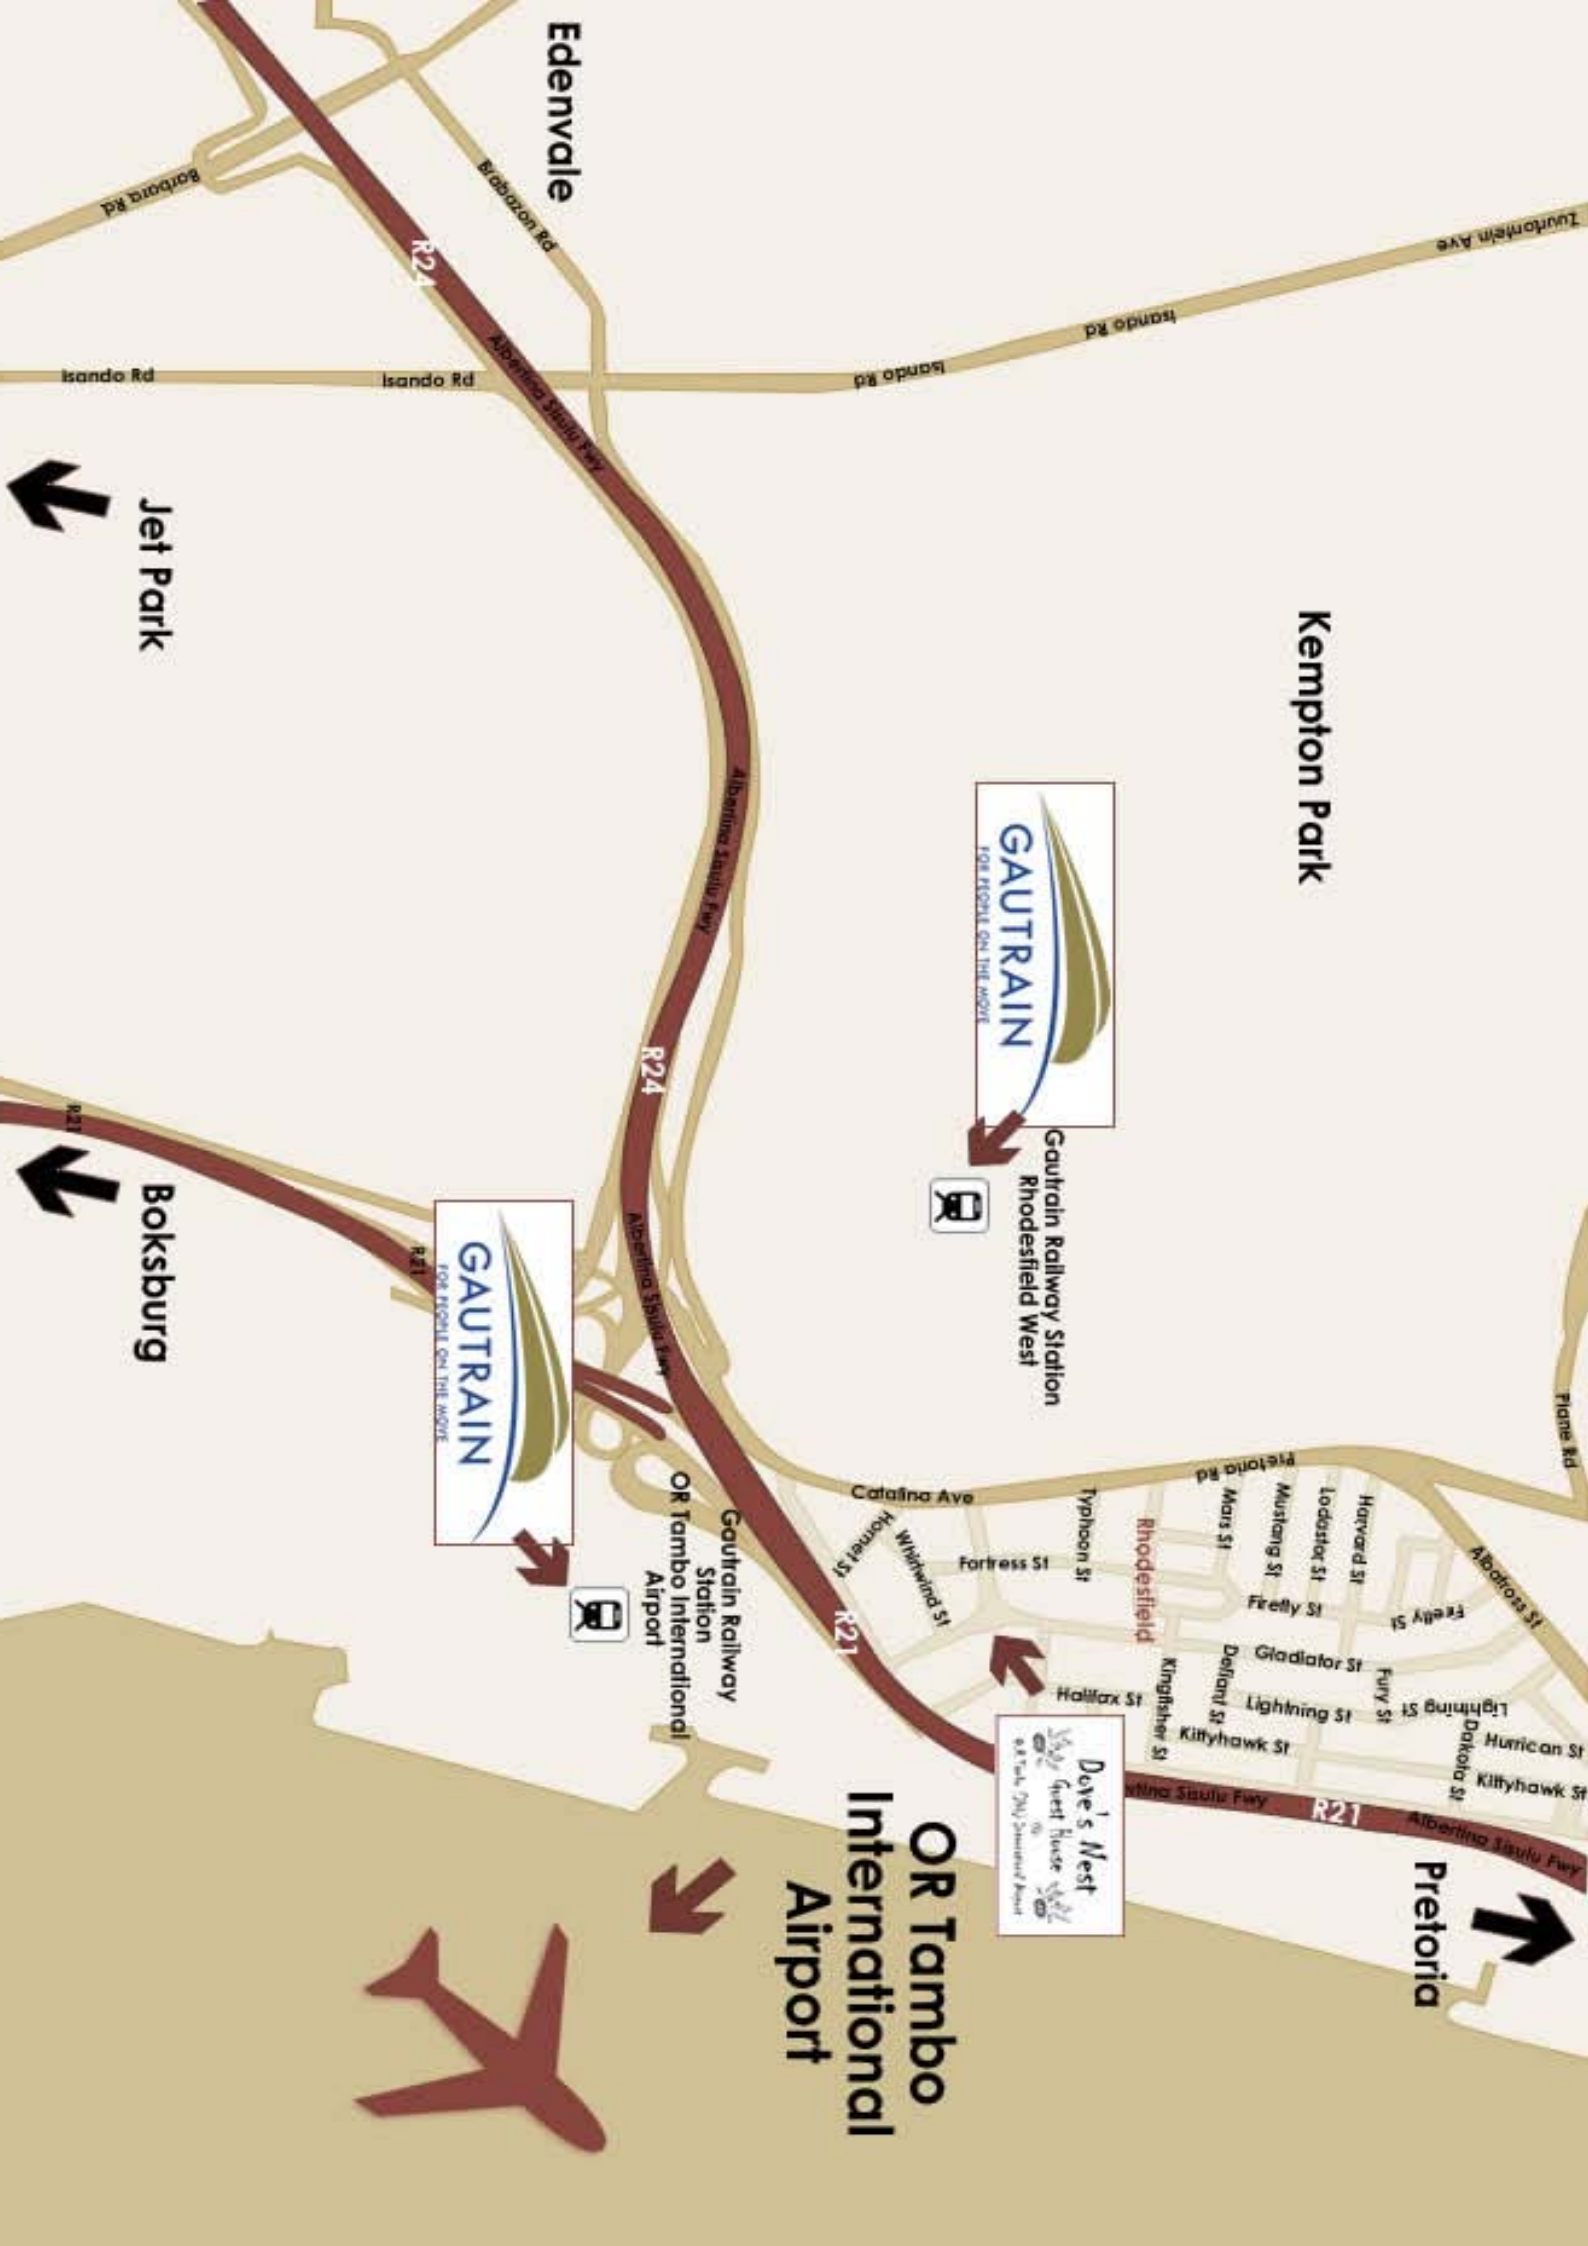 Zuurfontein Ave
Plane Rd
Albatross St
Hurrican St
Kittyhawk St
Albertina Sisulu Fwy
Pretoria
Dakota St
Lightning St
Firefly St
Fury St
Harvard St
Lodastor St
Mustang St
Mars St
Pretoria Rd
Firefly St
Gladiator St
Lightning St
Defiant St
Kittyhawk St
Kingfisher St
R21
Kempton Park
Isando Rd
Isando Rd
Rhodesfield
Typhoon St
Halifax St
Fortress St
Whirlwind St
Hornet St
Catalina Ave
Dove's Nest
Guest House
GAUTRAIN
FOR PEOPLE ON THE MOVE
Gautrain Railway Station
Rhodesfield West
OR Tambo
International
Airport
R21
Edenvale
Brabazon Rd
Albertina Sisulu Fwy
Albertina Sisulu Fwy
R24
Albertina Sisulu Fwy
Gautrain Railway
Station
OR Tambo International
Airport
R24
Isando Rd
GAUTRAIN
FOR PEOPLE ON THE MOVE
R21
Barbara Rd
Isando Rd
Jet Park
Boksburg
R21